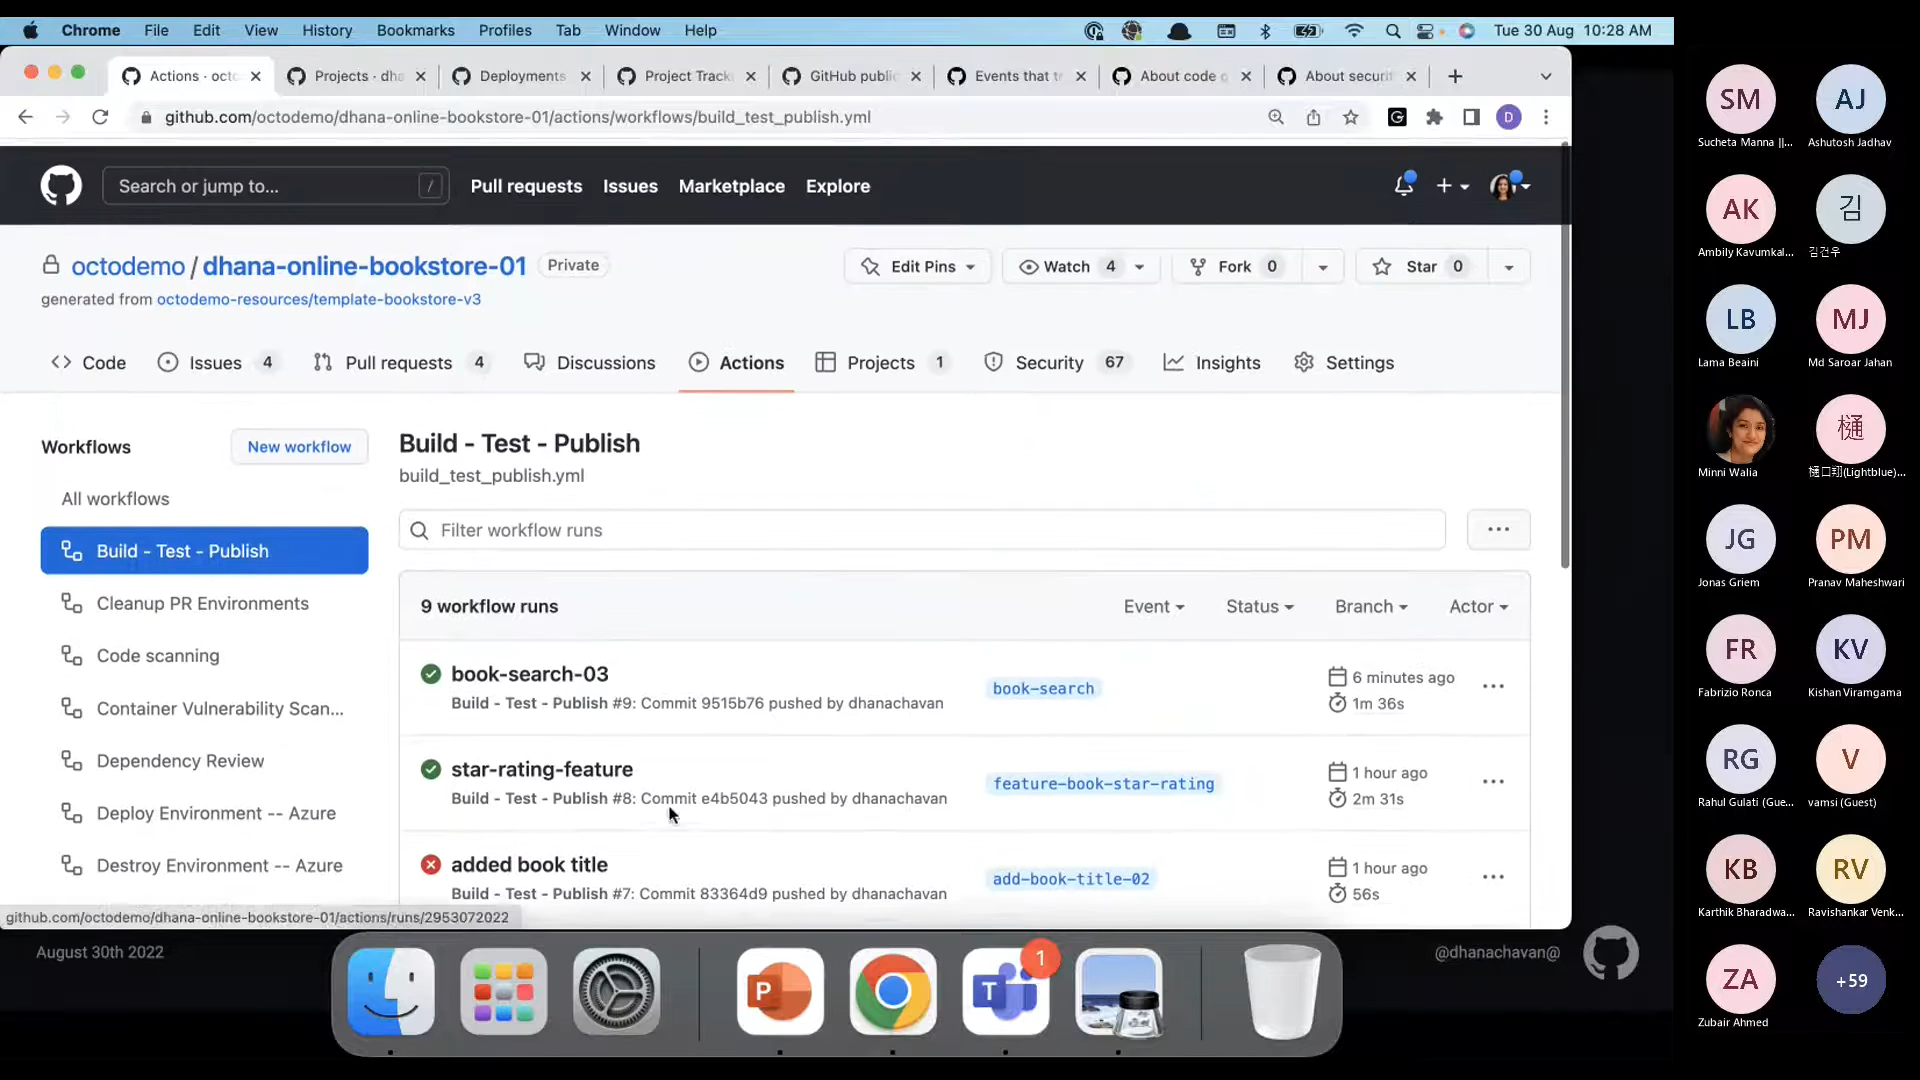 Chrome File Edit View History Bookmarks Profiles Tab Window Help Tue 30 Aug 10:28 AM
Actions · octo Projects · dha Deployments Project Track GitHub public Events that t About code About securi
github.com/octodemo/dhana-online-bookstore-01/actions/workflows/build_test_publish.yml D
Search or jump to... / Pull requests Issues Marketplace Explore
octodemo / dhana-online-bookstore-01 Private Edit Pins Watch 4 Fork 0 Star 0
generated from octodemo-resources/template-bookstore-v3
Code Issues 4 Pull requests 4 Discussions Actions Projects 1 Security 67 Insights Settings
Workflows New workflow
All workflows
Build - Test - Publish
Cleanup PR Environments
Code scanning
Container Vulnerability Scan...
Dependency Review
Deploy Environment -- Azure
Destroy Environment -- Azure
Build - Test - Publish
build_test_publish.yml
Filter workflow runs ...
9 workflow runs Event Status Branch Actor
book-search-03
Build - Test - Publish #9: Commit 9515b76 pushed by dhanachavan
book-search
6 minutes ago
1m 36s
star-rating-feature
Build - Test - Publish #8: Commit e4b5043 pushed by dhanachavan
feature-book-star-rating
1 hour ago
2m 31s
added book title
Build - Test - Publish #7: Commit 83364d9 pushed by dhanachavan
add-book-title-02
1 hour ago
56s
github.com/octodemo/dhana-online-bookstore-01/actions/runs/2953072022
August 30th 2022
@dhanachavan@
P
T
1
SM AJ
Sucheta Manna ||... Ashutosh Jadhav
AK 김
Ambily Kavumkal... 김건우
LB MJ
Lama Beaini Md Saroar Jahan
樋
Minni Walia 樋口翔(Lightblue)...
JG PM
Jonas Griem Pranav Maheshwari
FR KV
Fabrizio Ronca Kishan Viramgama
RG V
Rahul Gulati (Gue... vamsi (Guest)
KB RV
Karthik Bharadwa... Ravishankar Venk...
ZA +59
Zubair Ahmed